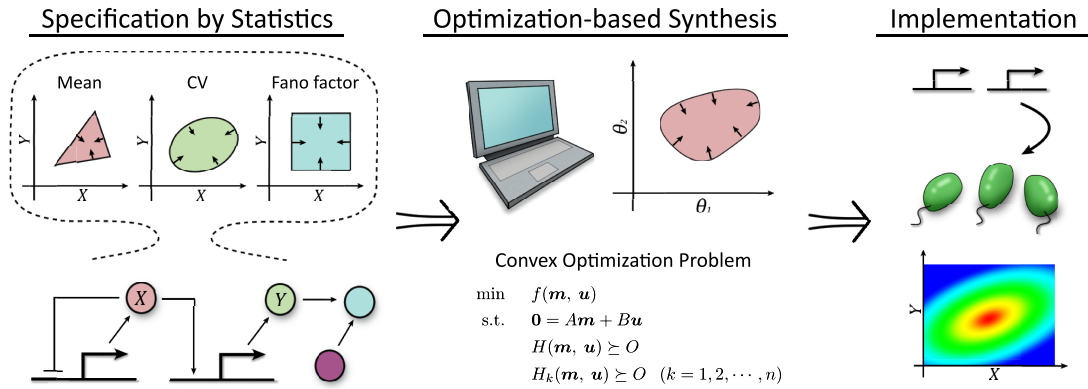 Specification by Statistics
Mean
CV
Fano factor
Y
X
Y
X
Y
X
X
Y
Optimization-based Synthesis
θ₂
θ₁
Convex Optimization Problem
min f(m, u)
s.t. 0 = Am + Bu
H(m, u) ⪰ O
Hₖ(m, u) ⪰ O (k = 1, 2, ⋯ , n)
Implementation
Y
X